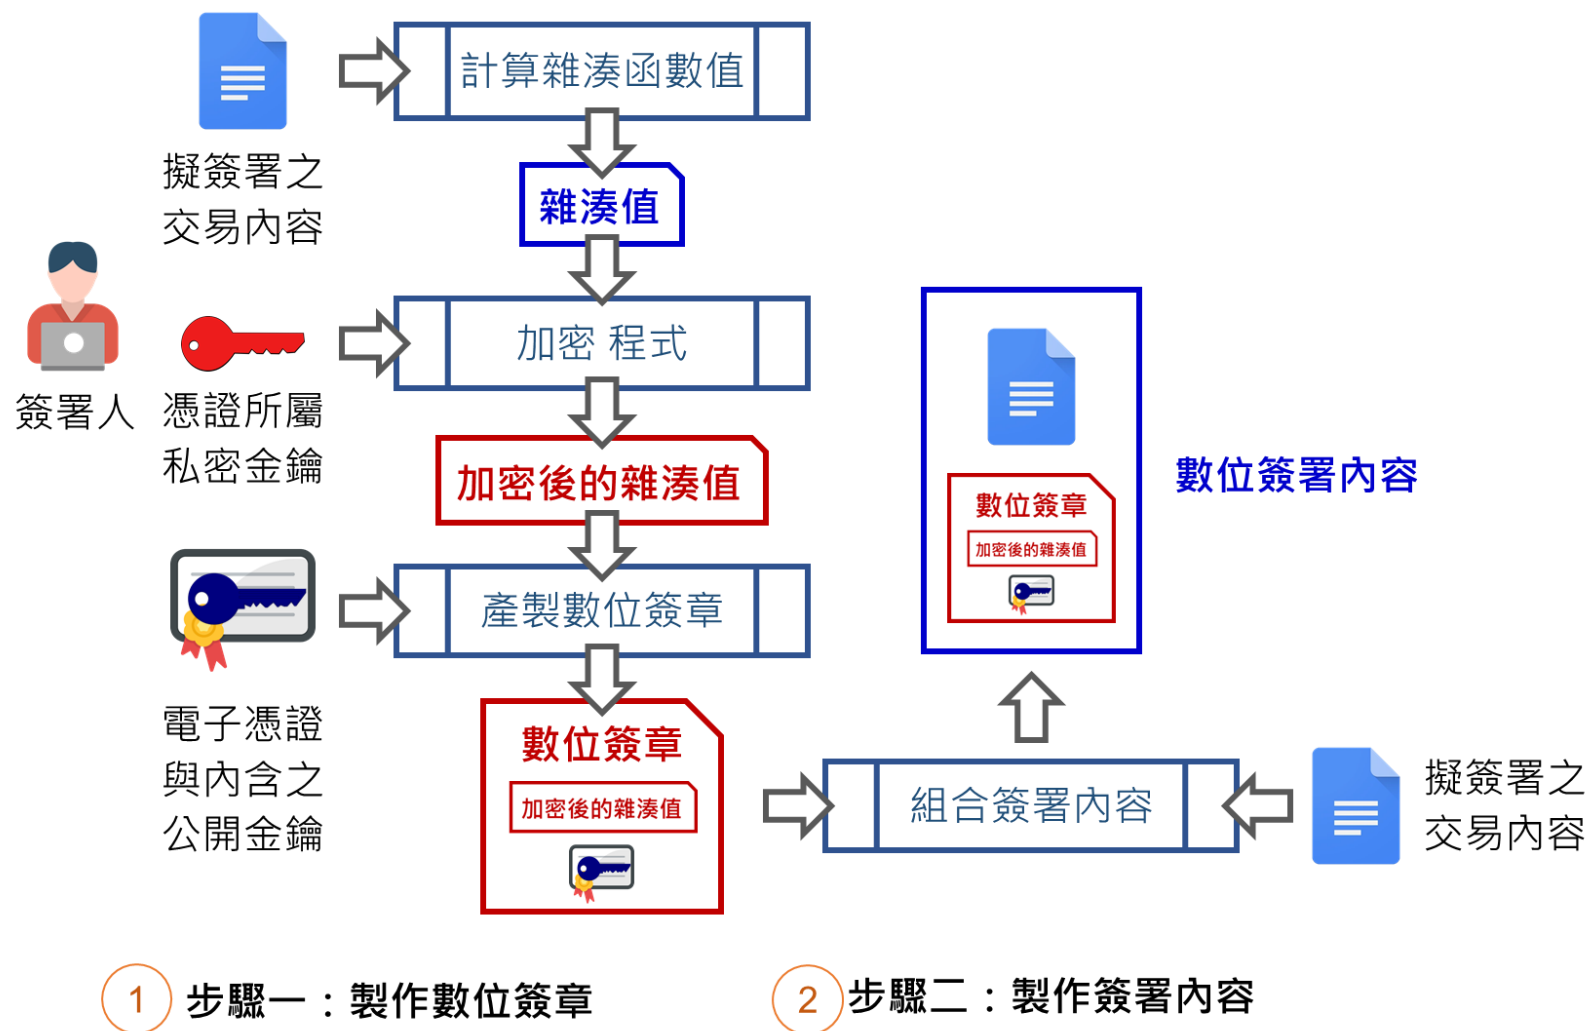 計算雜湊函數值
擬簽署之
交易內容
雜湊值
加密 程式
簽署人
憑證所屬
私密金鑰
加密後的雜湊值
產製數位簽章
電子憑證
與內含之
公開金鑰
數位簽章
加密後的雜湊值
數位簽章
加密後的雜湊值
數位簽署內容
組合簽署內容
擬簽署之
交易內容
1 步驟一：製作數位簽章
2 步驟二：製作簽署內容